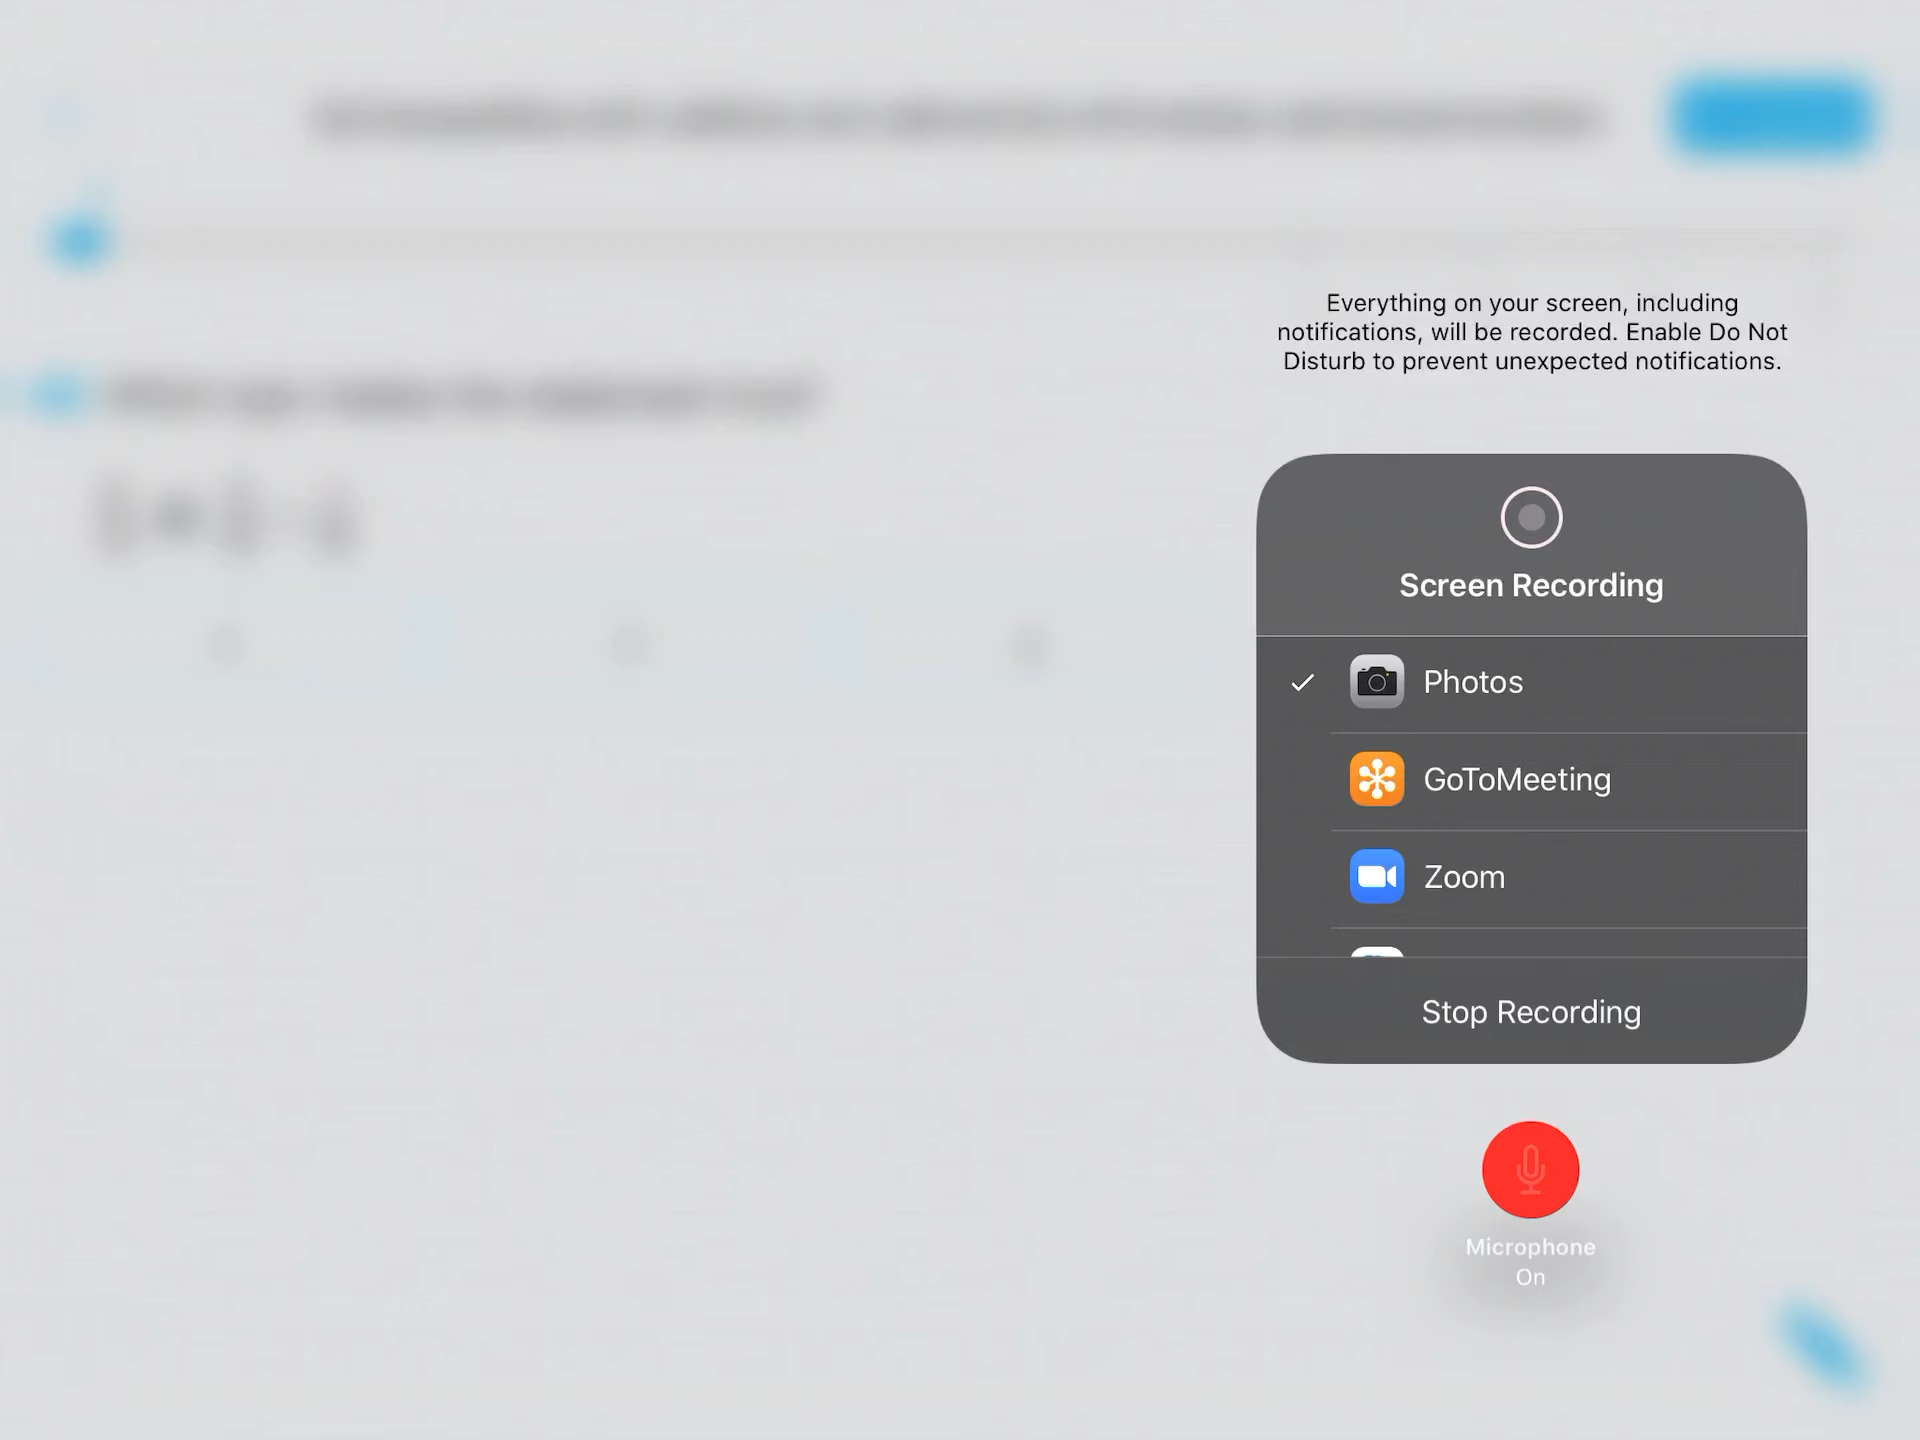 Everything on your screen, including
notifications, will be recorded. Enable Do Not
Disturb to prevent unexpected notifications.
Screen Recording
Photos
GoToMeeting
Zoom
Stop Recording
Microphone
On